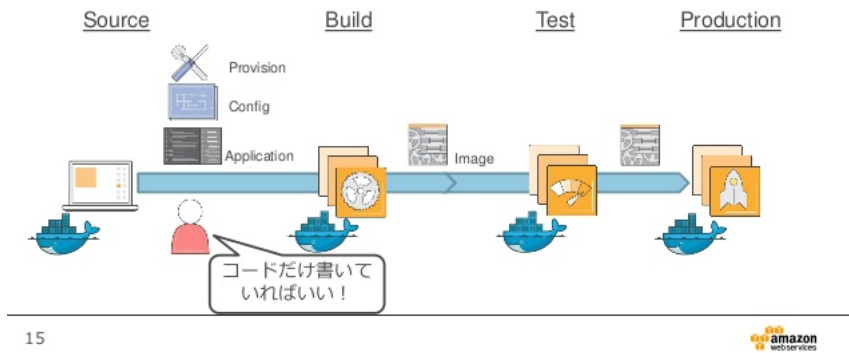 Source
Build
Test
Production
Provision
Config
Application
Image
コードだけ書いて
いればいい！
15
amazon
webservices